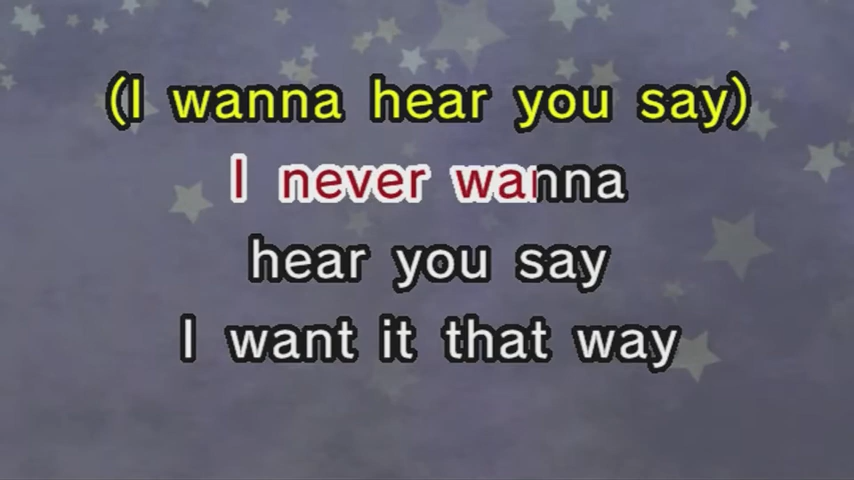 (I wanna hear you say)
I never wanna
hear you say
I want it that way